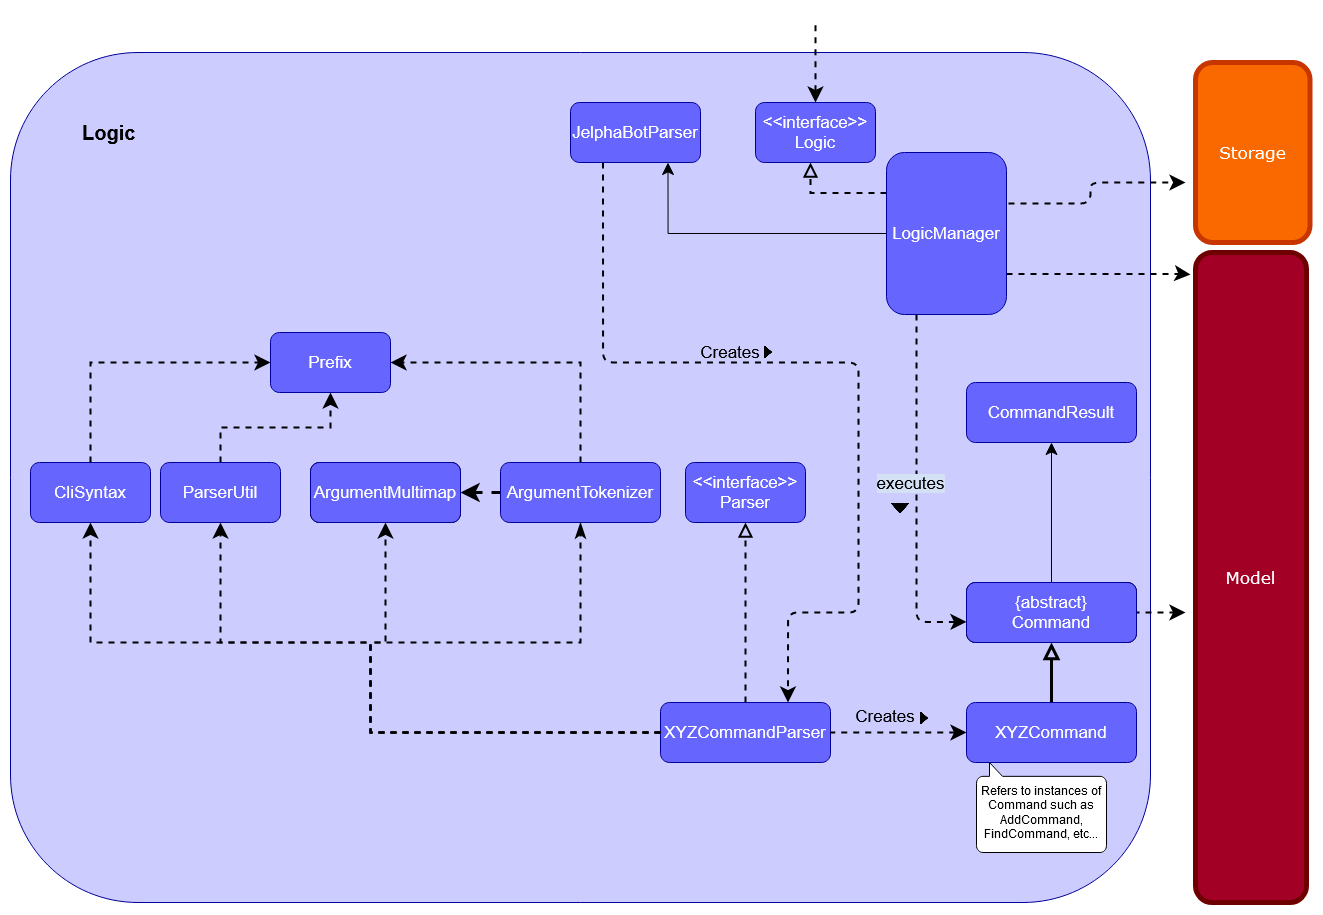 Logic
JelphaBotParser
<<interface>>
Logic
Storage
LogicManager
Creates
Prefix
CommandResult
CliSyntax
ParserUtil
ArgumentMultimap
ArgumentTokenizer
<<interface>>
Parser
executes
Model
{abstract}
Command
Creates
XYZCommandParser
XYZCommand
Refers to instances of
Command such as
AddCommand,
FindCommand, etc...